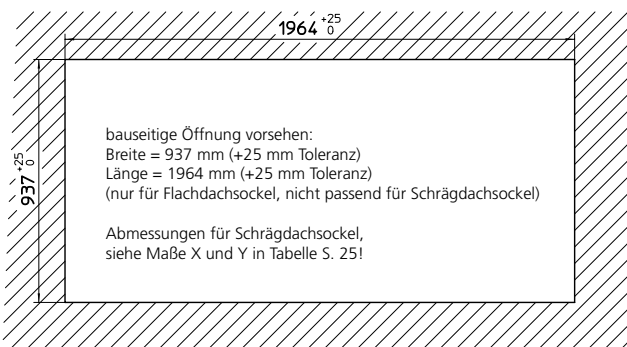 1964 +25 0
937 +25 0
bauseitige Öffnung vorsehen:
Breite = 937 mm (+25 mm Toleranz)
Länge = 1964 mm (+25 mm Toleranz)
(nur für Flachdachsockel, nicht passend für Schrägdachsockel)
Abmessungen für Schrägdachsockel,
siehe Maße X und Y in Tabelle S. 25!